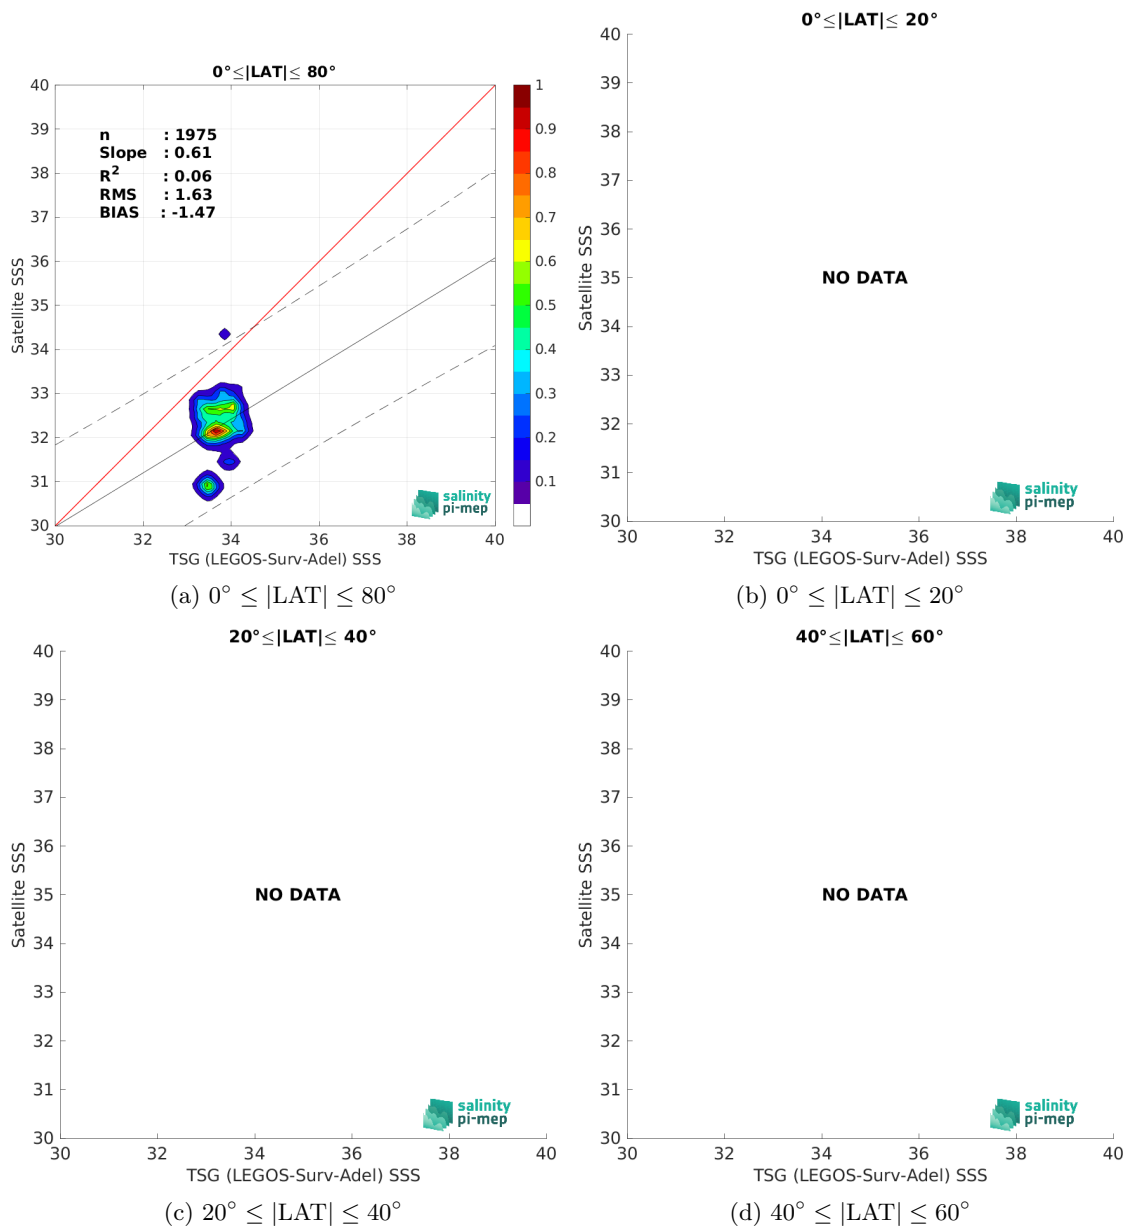 0°≤|LAT|≤ 80°
40
39
38
37
36
35
34
33
32
31
30
Satellite SSS
n : 1975
Slope : 0.61
R² : 0.06
RMS : 1.63
BIAS : -1.47
salinity
pi-mep
30 32 34 36 38 40
TSG (LEGOS-Surv-Adel) SSS
1
0.9
0.8
0.7
0.6
0.5
0.4
0.3
0.2
0.1
(a) 0° ≤ |LAT| ≤ 80°
0°≤|LAT|≤ 20°
40
39
38
37
36
35
34
33
32
31
30
Satellite SSS
NO DATA
salinity
pi-mep
30 32 34 36 38 40
TSG (LEGOS-Surv-Adel) SSS
(b) 0° ≤ |LAT| ≤ 20°
20°≤|LAT|≤ 40°
40
39
38
37
36
35
34
33
32
31
30
Satellite SSS
NO DATA
salinity
pi-mep
30 32 34 36 38 40
TSG (LEGOS-Surv-Adel) SSS
(c) 20° ≤ |LAT| ≤ 40°
40°≤|LAT|≤ 60°
40
39
38
37
36
35
34
33
32
31
30
Satellite SSS
NO DATA
salinity
pi-mep
30 32 34 36 38 40
TSG (LEGOS-Surv-Adel) SSS
(d) 40° ≤ |LAT| ≤ 60°